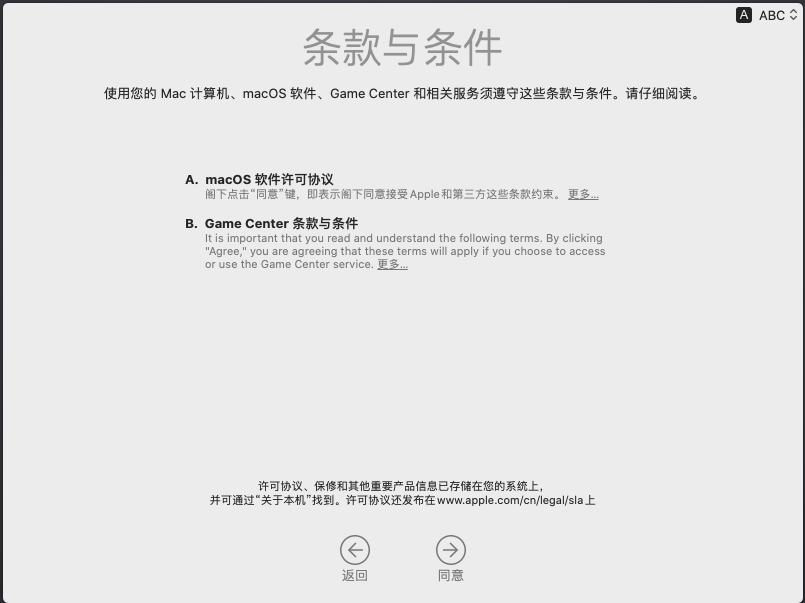 A ABC
条款与条件
使用您的 Mac 计算机、macOS 软件、Game Center 和相关服务须遵守这些条款与条件。请仔细阅读。
A. macOS 软件许可协议
阁下点击“同意”键，即表示阁下同意接受 Apple 和第三方这些条款约束。 更多...
B. Game Center 条款与条件
It is important that you read and understand the following terms. By clicking
"Agree," you are agreeing that these terms will apply if you choose to access
or use the Game Center service. 更多...
许可协议、保修和其他重要产品信息已存储在您的系统上，
并可通过“关于本机”找到。许可协议还发布在 www.apple.com/cn/legal/sla 上
返回 同意